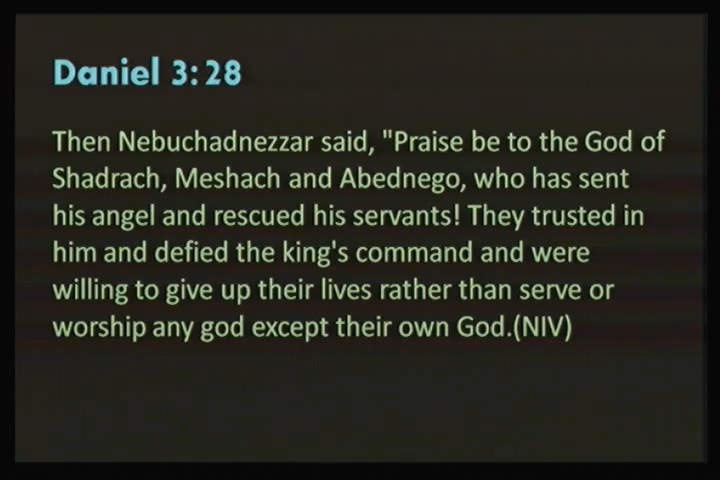 Daniel 3:28
Then Nebuchadnezzar said, "Praise be to the God of
Shadrach, Meshach and Abednego, who has sent
his angel and rescued his servants! They trusted in
him and defied the king's command and were
willing to give up their lives rather than serve or
worship any god except their own God.(NIV)